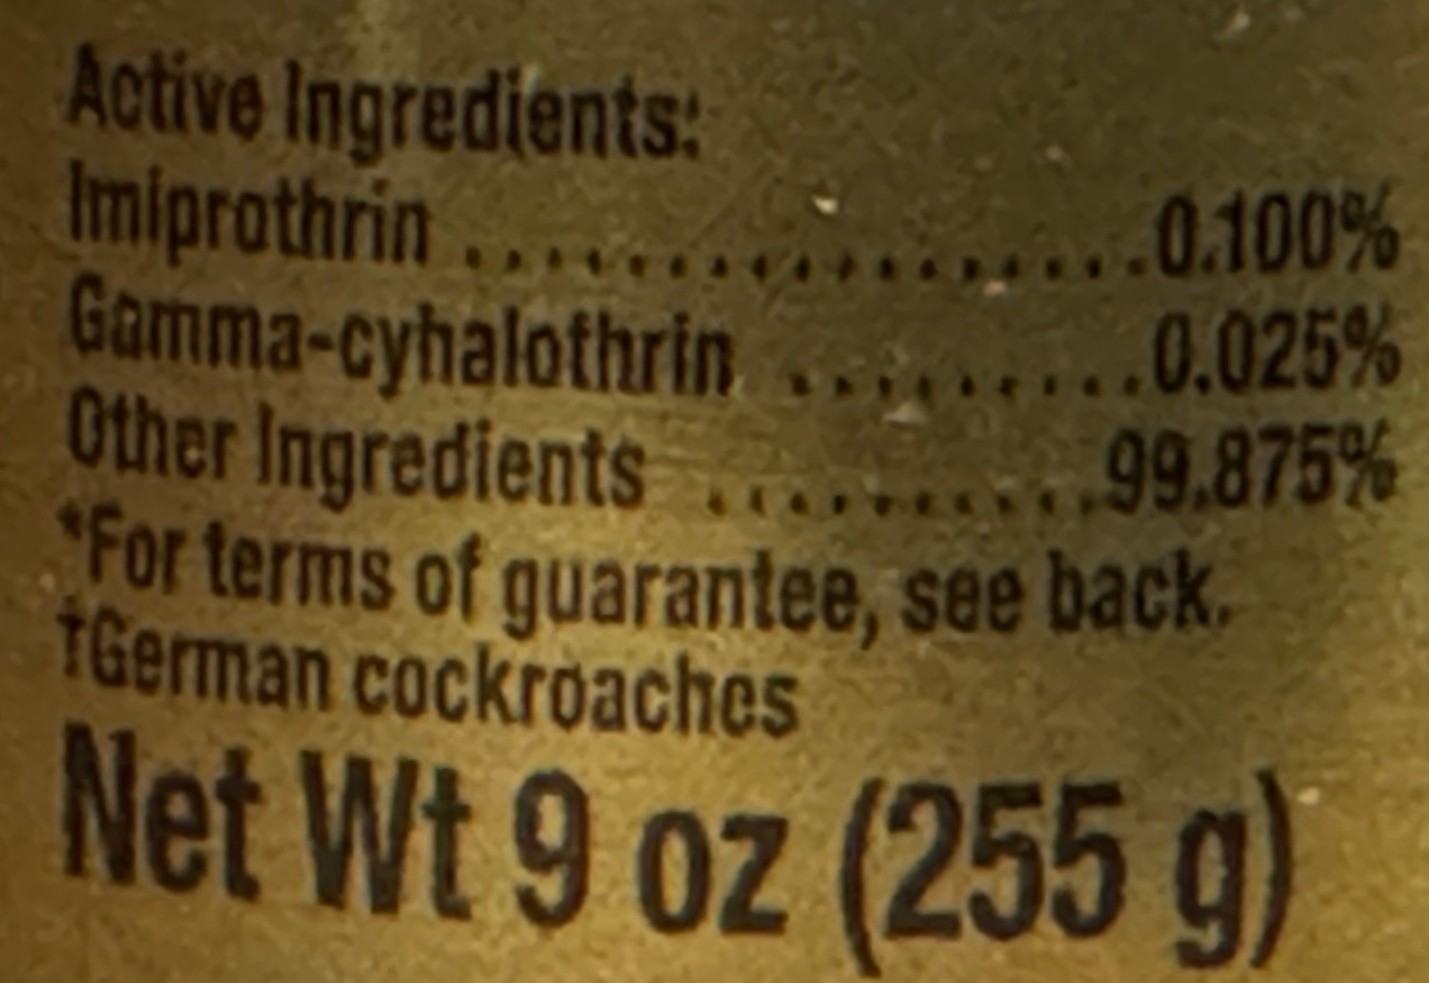 Active Ingredients:
Imiprothrin ..................0.100%
Gamma-cyhalothrin .........0.025%
Other Ingredients ..........99.875%
*For terms of guarantee, see back.
†German cockroaches
Net Wt 9 oz (255 g)